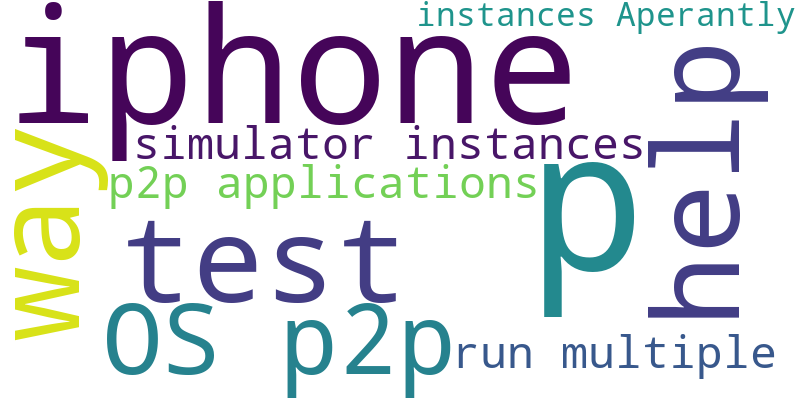 instances Aperantly
iphone
simulator instances
p2p applications
way
help
p
test
OS p2p
run multiple